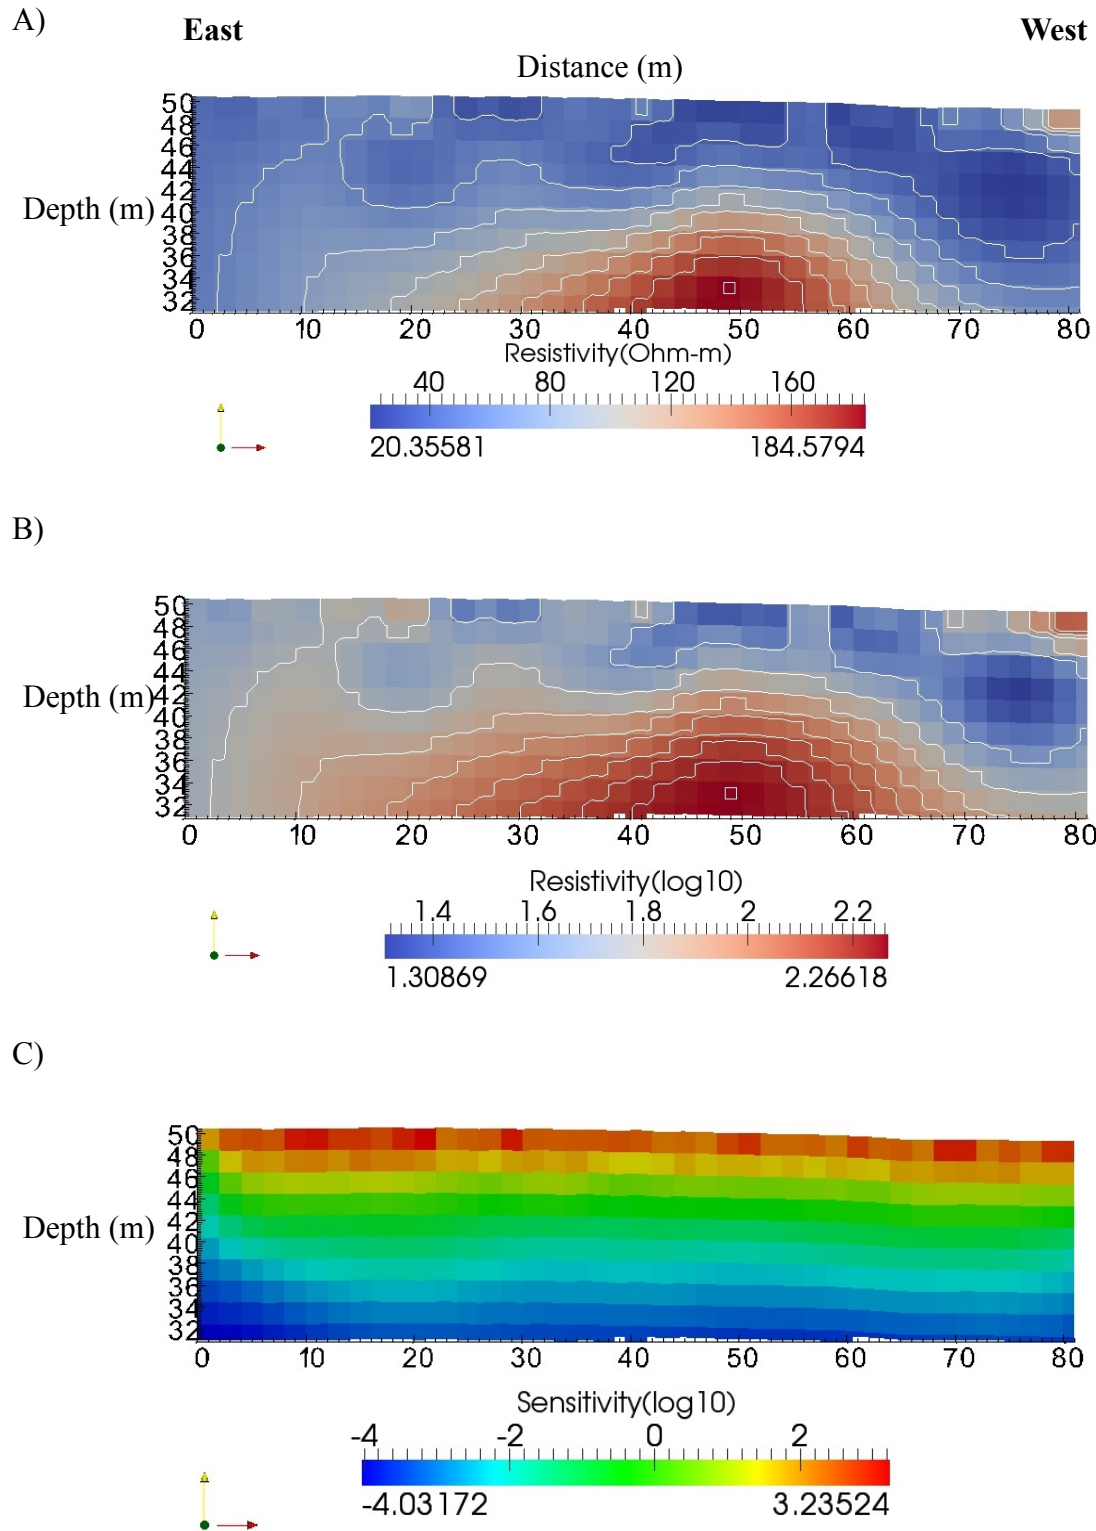 A)
East West
Distance (m)
50
48
46
44
42
40
38
36
34
32
Depth (m)
0 10 20 30 40 50 60 70 80
Resistivity(Ohm-m)
40 80 120 160
20.35581 184.5794
B)
50
48
46
44
42
40
38
36
34
32
Depth (m)
0 10 20 30 40 50 60 70 80
Resistivity(log10)
1.4 1.6 1.8 2 2.2
1.30869 2.26618
C)
50
48
46
44
42
40
38
36
34
32
Depth (m)
0 10 20 30 40 50 60 70 80
Sensitivity(log10)
-4 -2 0 2
-4.03172 3.23524